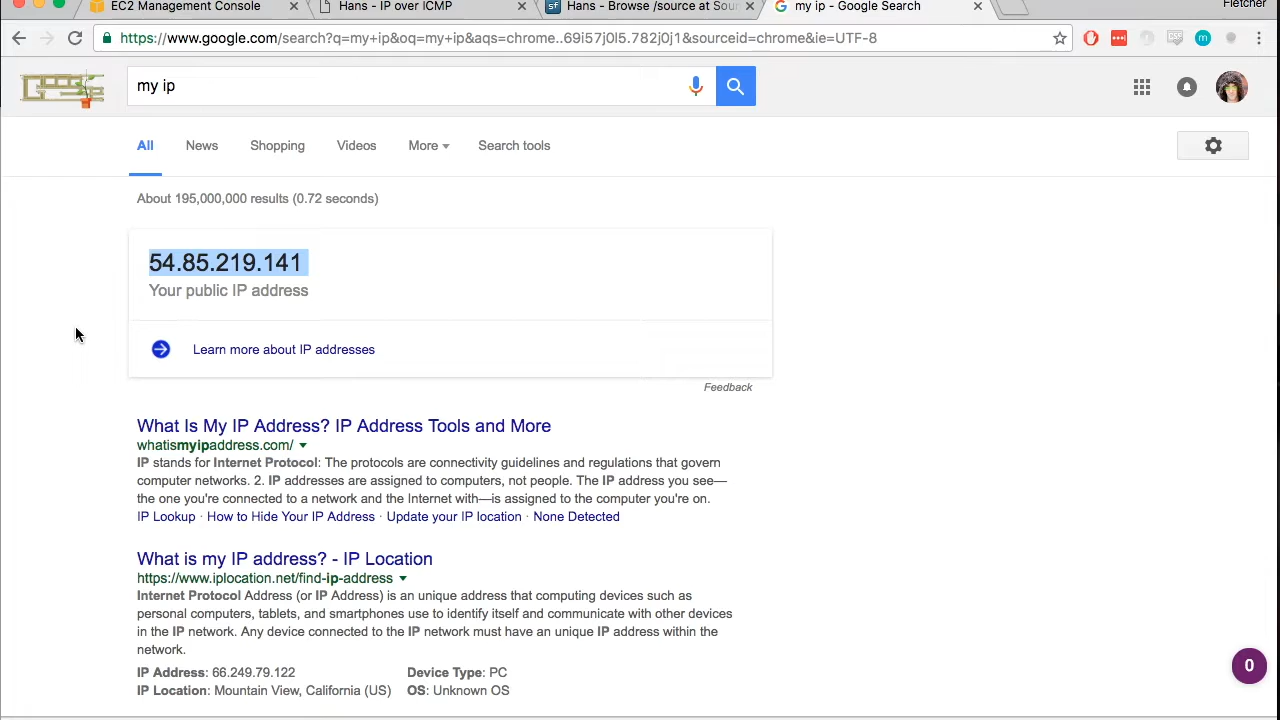 EC2 Management Console
Hans - IP over ICMP
Hans - Browse /source at Sou
my ip - Google Search
Fletcher
https://www.google.com/search?q=my+ip&oq=my+ip&aqs=chrome..69i57j0l5.782j0j1&sourceid=chrome&ie=UTF-8
my ip
All News Shopping Videos More Search tools
About 195,000,000 results (0.72 seconds)
54.85.219.141
Your public IP address
Learn more about IP addresses
Feedback
What Is My IP Address? IP Address Tools and More
whatismyipaddress.com/
IP stands for Internet Protocol: The protocols are connectivity guidelines and regulations that govern
computer networks. 2. IP addresses are assigned to computers, not people. The IP address you see—
the one you're connected to a network and the Internet with—is assigned to the computer you're on.
IP Lookup · How to Hide Your IP Address · Update your IP location · None Detected
What is my IP address? - IP Location
https://www.iplocation.net/find-ip-address
Internet Protocol Address (or IP Address) is an unique address that computing devices such as
personal computers, tablets, and smartphones use to identify itself and communicate with other devices
in the IP network. Any device connected to the IP network must have an unique IP address within the
network.
IP Address: 66.249.79.122 Device Type: PC
IP Location: Mountain View, California (US) OS: Unknown OS
0